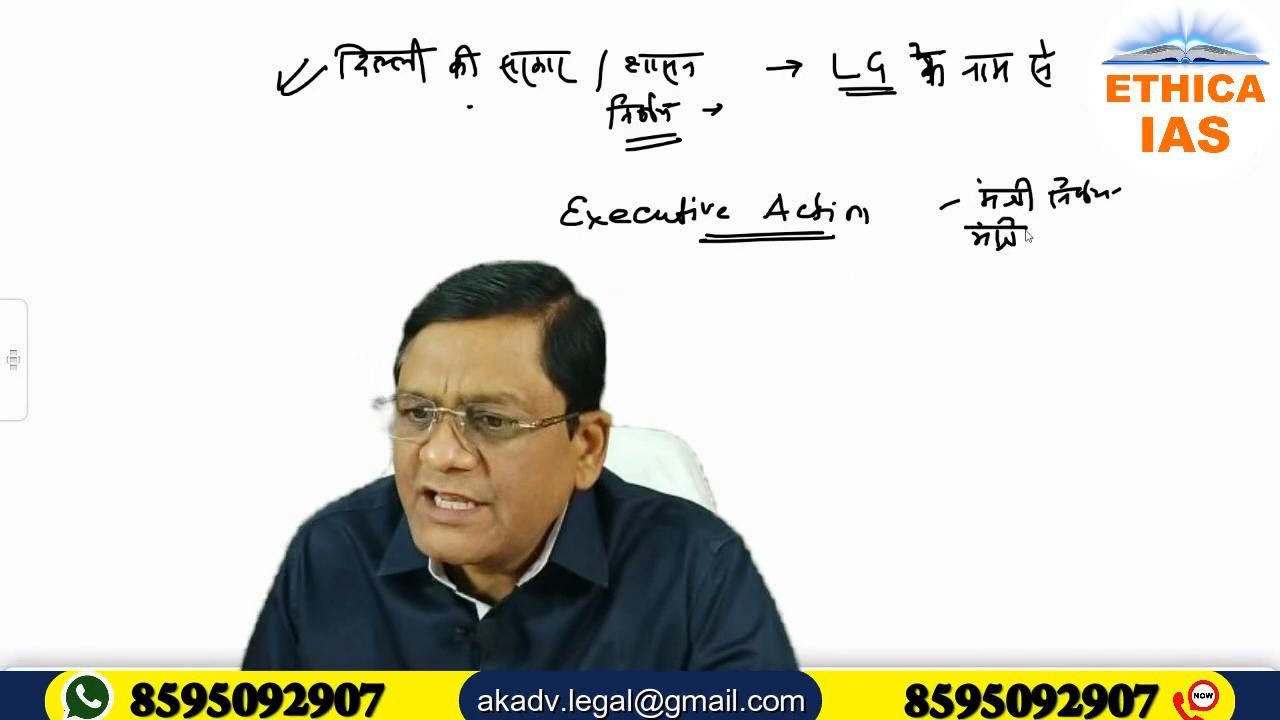 दिल्ली की सरकार / शासन → LG के नाम से
निर्णय →
Executive Action - मंत्री निर्णय
मंत्रि
ETHICA
IAS
8595092907
akadv.legal@gmail.com
8595092907
NOW